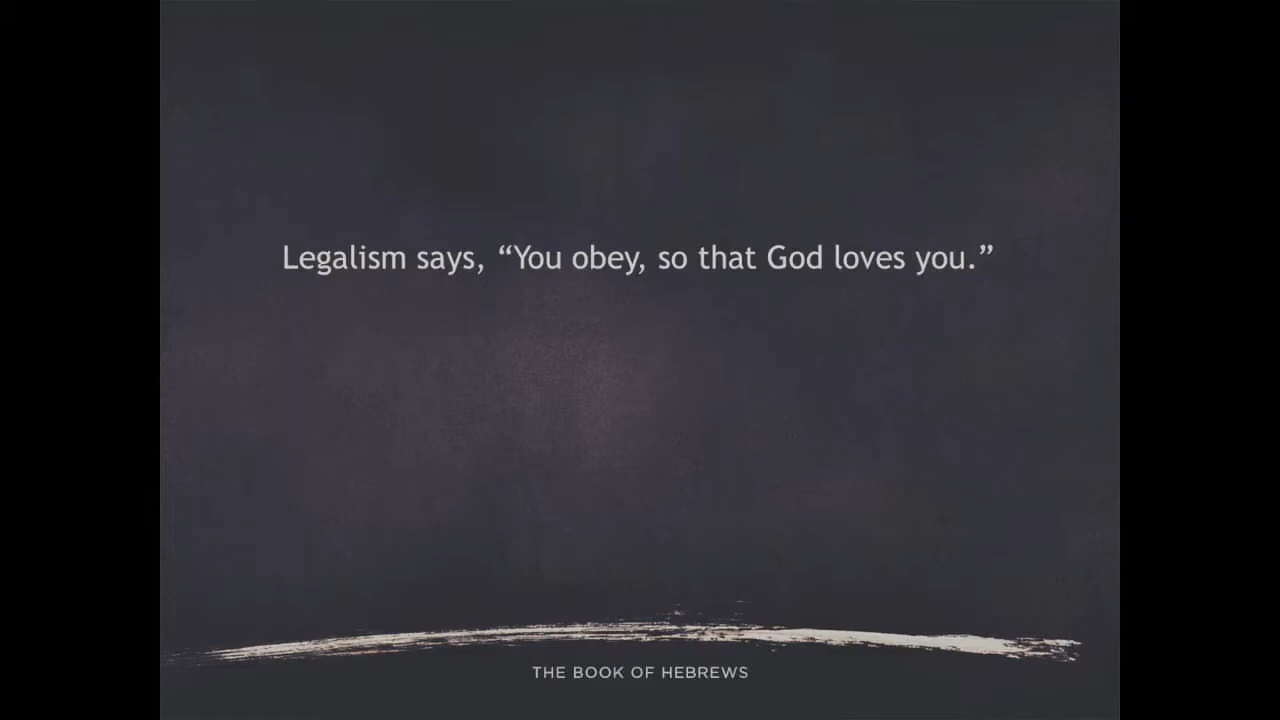 Legalism says, “You obey, so that God loves you.”
THE BOOK OF HEBREWS